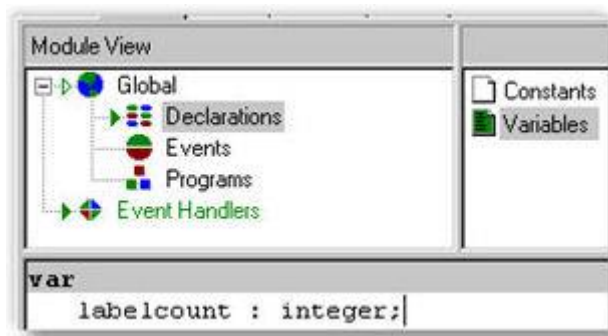 Module View
Global
Declarations
Events
Programs
Event Handlers
Constants
Variables
var
labelcount : integer;